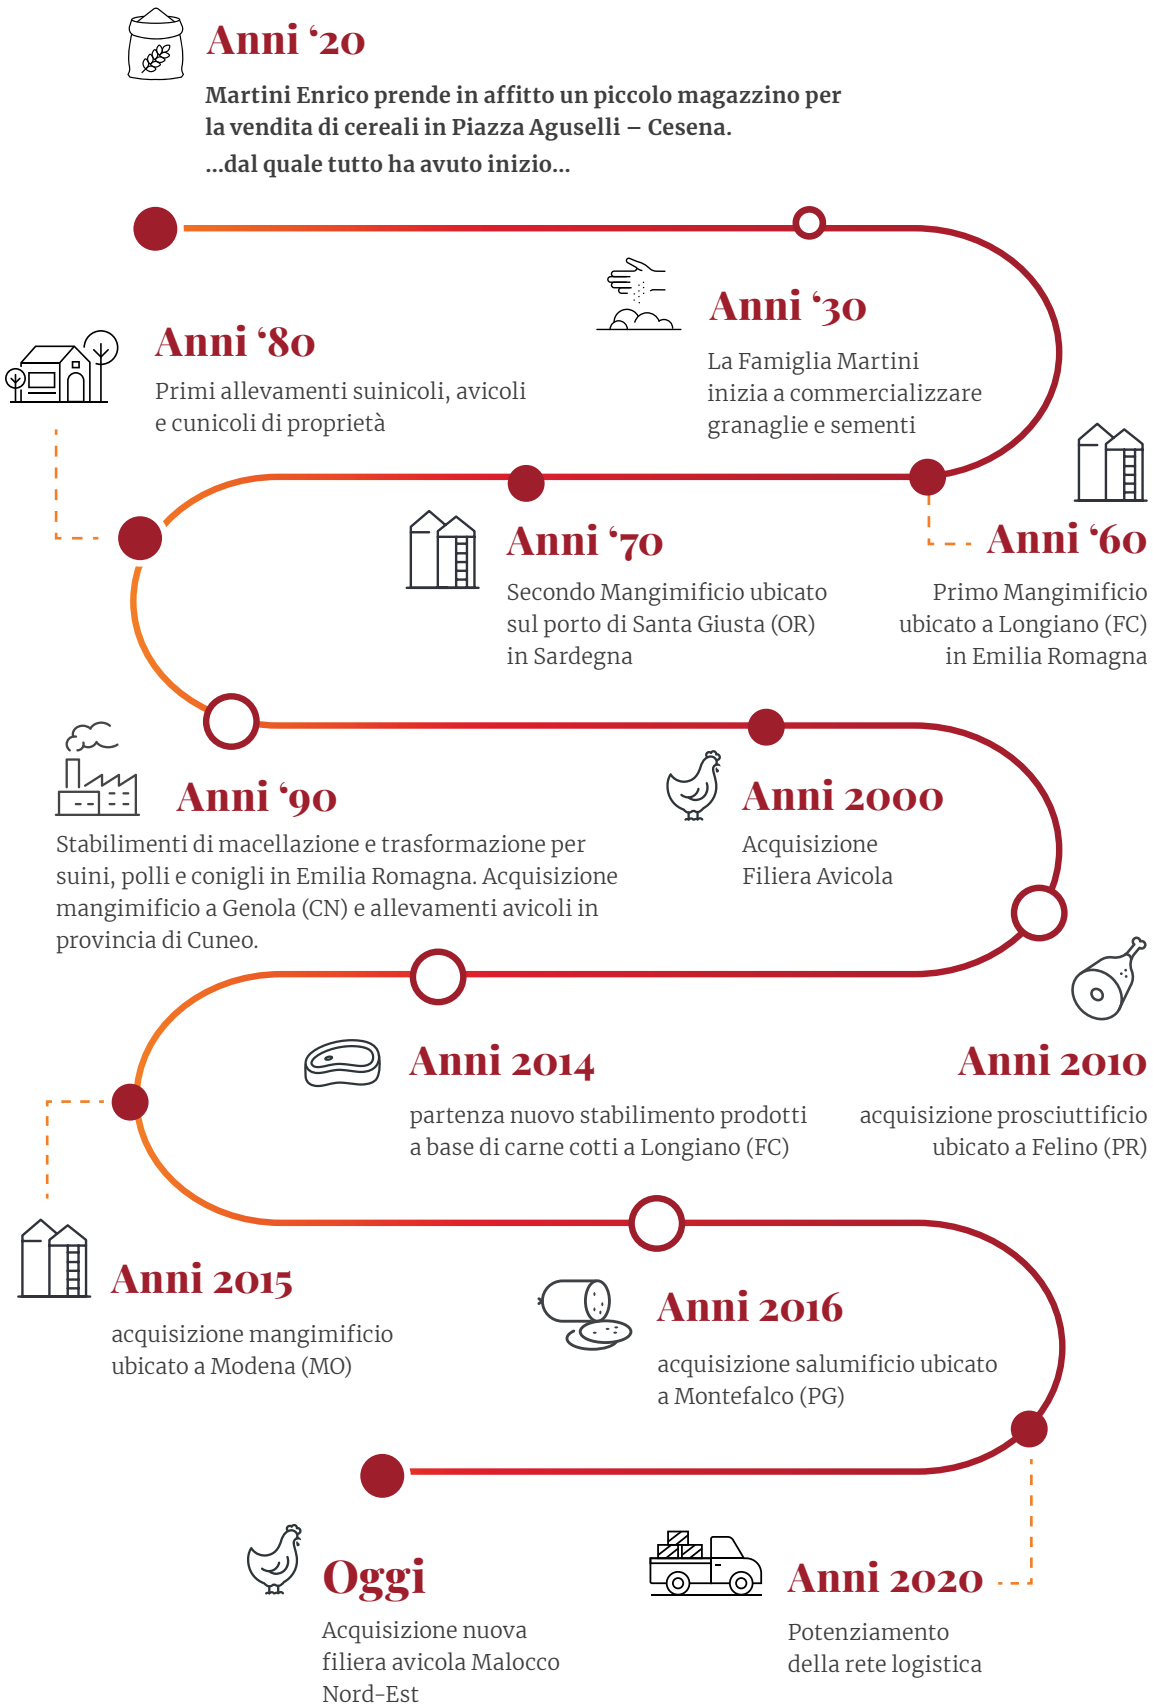 Anni ‘20
Martini Enrico prende in affitto un piccolo magazzino per
la vendita di cereali in Piazza Aguselli – Cesena.
...dal quale tutto ha avuto inizio...
Anni ‘30
La Famiglia Martini
inizia a commercializzare
granaglie e sementi
Anni ‘60
Primo Mangimificio
ubicato a Longiano (FC)
in Emilia Romagna
Anni ‘70
Secondo Mangimificio ubicato
sul porto di Santa Giusta (OR)
in Sardegna
Anni ‘80
Primi allevamenti suinicoli, avicoli
e cunicoli di proprietà
Anni ‘90
Stabilimenti di macellazione e trasformazione per
suini, polli e conigli in Emilia Romagna. Acquisizione
mangimificio a Genola (CN) e allevamenti avicoli in
provincia di Cuneo.
Anni 2000
Acquisizione
Filiera Avicola
Anni 2010
acquisizione prosciuttificio
ubicato a Felino (PR)
Anni 2014
partenza nuovo stabilimento prodotti
a base di carne cotti a Longiano (FC)
Anni 2015
acquisizione mangimificio
ubicato a Modena (MO)
Anni 2016
acquisizione salumificio ubicato
a Montefalco (PG)
Anni 2020
Potenziamento
della rete logistica
Oggi
Acquisizione nuova
filiera avicola Malocco
Nord-Est